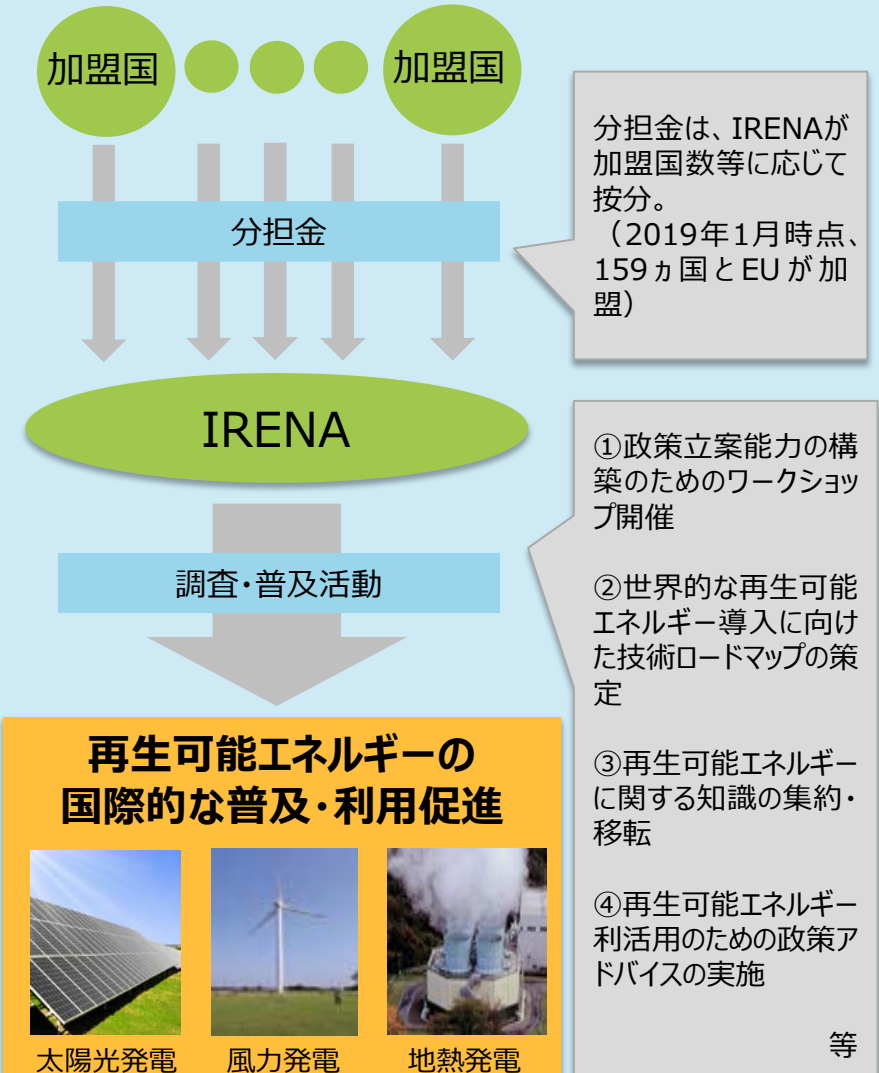 加盟国
加盟国
分担金
分担金は、IRENAが
加盟国数等に応じて
按分。
（2019年1月時点、
159ヵ国とEUが加
盟）
IRENA
調査・普及活動
①政策立案能力の構
築のためのワークショッ
プ開催
②世界的な再生可能
エネルギー導入に向け
た技術ロードマップの策
定
③再生可能エネルギー
に関する知識の集約・
移転
④再生可能エネルギー
利活用のための政策ア
ドバイスの実施
等
再生可能エネルギーの
国際的な普及・利用促進
太陽光発電
風力発電
地熱発電